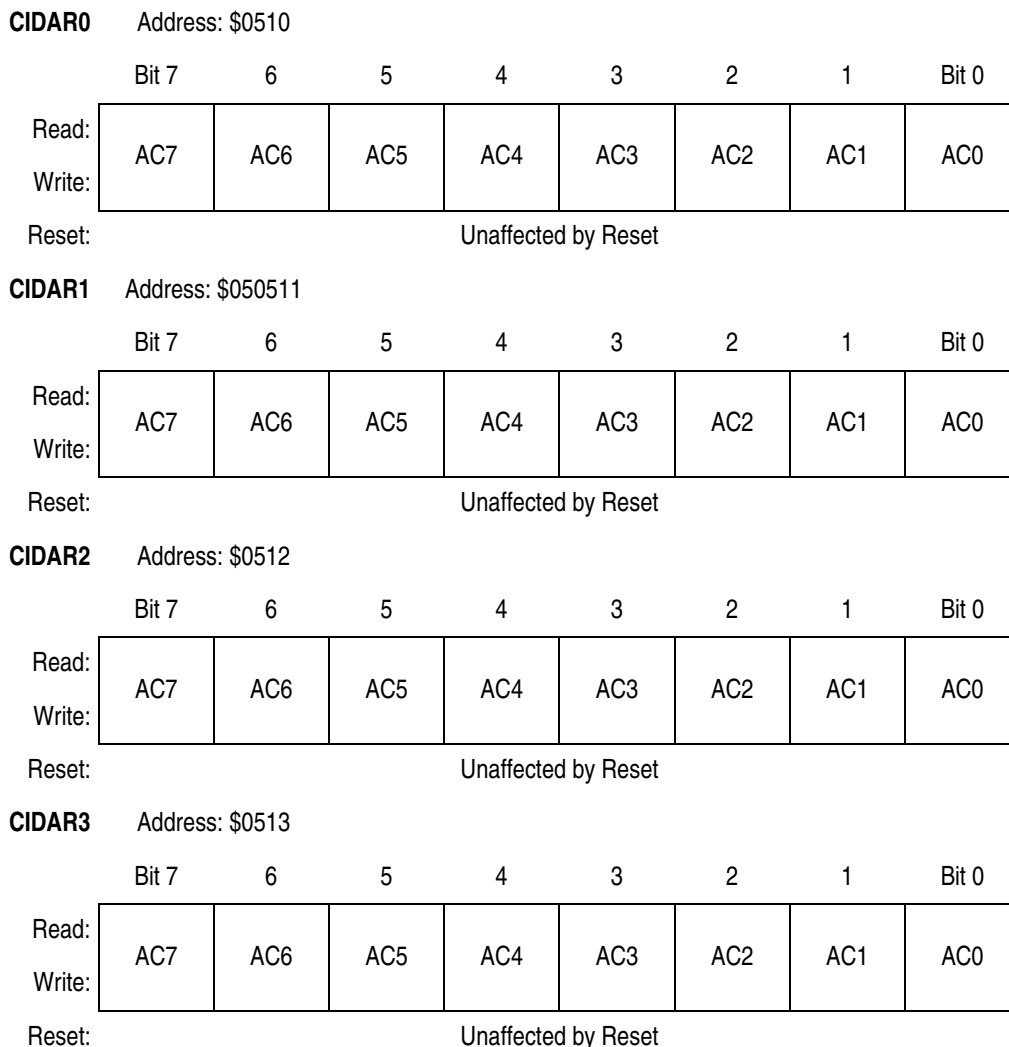 CIDAR0 Address: $0510
Bit 7 6 5 4 3 2 1 Bit 0
Read:
AC7 AC6 AC5 AC4 AC3 AC2 AC1 AC0
Write:
Reset: Unaffected by Reset
CIDAR1 Address: $050511
Bit 7 6 5 4 3 2 1 Bit 0
Read:
AC7 AC6 AC5 AC4 AC3 AC2 AC1 AC0
Write:
Reset: Unaffected by Reset
CIDAR2 Address: $0512
Bit 7 6 5 4 3 2 1 Bit 0
Read:
AC7 AC6 AC5 AC4 AC3 AC2 AC1 AC0
Write:
Reset: Unaffected by Reset
CIDAR3 Address: $0513
Bit 7 6 5 4 3 2 1 Bit 0
Read:
AC7 AC6 AC5 AC4 AC3 AC2 AC1 AC0
Write:
Reset: Unaffected by Reset